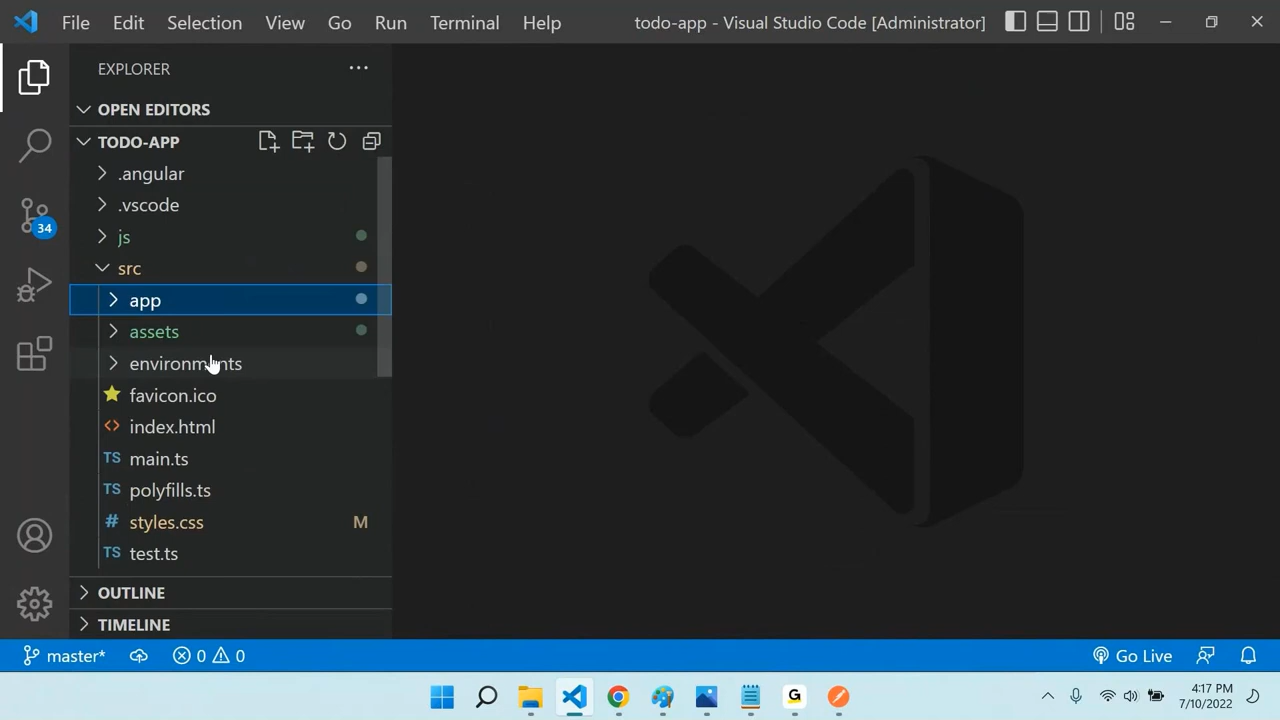 File Edit Selection View Go Run Terminal Help todo-app - Visual Studio Code [Administrator]
EXPLORER
OPEN EDITORS
TODO-APP
.angular
.vscode
js
34
src
app
assets
environments
favicon.ico
index.html
TS main.ts
TS polyfills.ts
# styles.css M
TS test.ts
OUTLINE
TIMELINE
master* 0 0 Go Live
G
4:17 PM
7/10/2022